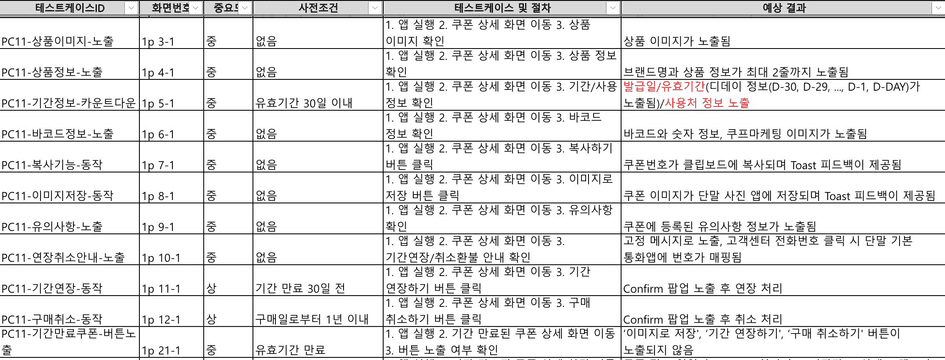 테스트케이스ID 화면번호 중요도 사전조건 테스트케이스 및 절차 예상 결과
PC11-상품이미지-노출 1p 3-1 중 없음 1. 앱 실행 2. 쿠폰 상세 화면 이동 3. 상품
이미지 확인 상품 이미지가 노출됨
PC11-상품정보-노출 1p 4-1 중 없음 1. 앱 실행 2. 쿠폰 상세 화면 이동 3. 상품 정보
확인 브랜드명과 상품 정보가 최대 2줄까지 노출됨
PC11-기간정보-카운트다운 1p 5-1 중 유효기간 30일 이내 1. 앱 실행 2. 쿠폰 상세 화면 이동 3. 기간/사용
정보 확인 발급일/유효기간(디데이 정보(D-30, D-29, ..., D-1, D-DAY)가
노출됨)/사용처 정보 노출
PC11-바코드정보-노출 1p 6-1 중 없음 1. 앱 실행 2. 쿠폰 상세 화면 이동 3. 바코드
정보 확인 바코드와 숫자 정보, 쿠프마케팅 이미지가 노출됨
PC11-복사기능-동작 1p 7-1 중 없음 1. 앱 실행 2. 쿠폰 상세 화면 이동 3. 복사하기
버튼 클릭 쿠폰번호가 클립보드에 복사되며 Toast 피드백이 제공됨
PC11-이미지저장-동작 1p 8-1 중 없음 1. 앱 실행 2. 쿠폰 상세 화면 이동 3. 이미지로
저장 버튼 클릭 쿠폰 이미지가 단말 사진 앱에 저장되며 Toast 피드백이 제공됨
PC11-유의사항-노출 1p 9-1 중 없음 1. 앱 실행 2. 쿠폰 상세 화면 이동 3. 유의사항
확인 쿠폰에 등록된 유의사항 정보가 노출됨
PC11-연장취소안내-노출 1p 10-1 중 없음 1. 앱 실행 2. 쿠폰 상세 화면 이동 3.
기간연장/취소환불 안내 확인 고정 메시지로 노출, 고객센터 전화번호 클릭 시 단말 기본
통화앱에 번호가 매핑됨
PC11-기간연장-동작 1p 11-1 상 기간 만료 30일 전 1. 앱 실행 2. 쿠폰 상세 화면 이동 3. 기간
연장하기 버튼 클릭 Confirm 팝업 노출 후 연장 처리
PC11-구매취소-동작 1p 12-1 상 구매일로부터 1년 이내 1. 앱 실행 2. 쿠폰 상세 화면 이동 3. 구매
취소하기 버튼 클릭 Confirm 팝업 노출 후 취소 처리
PC11-기간만료쿠폰-버튼노
출 1p 21-1 중 유효기간 만료 1. 앱 실행 2. 기간 만료된 쿠폰 상세 화면 이동
3. 버튼 노출 여부 확인 '이미지로 저장', '기간 연장하기', '구매 취소하기' 버튼이
노출되지 않음